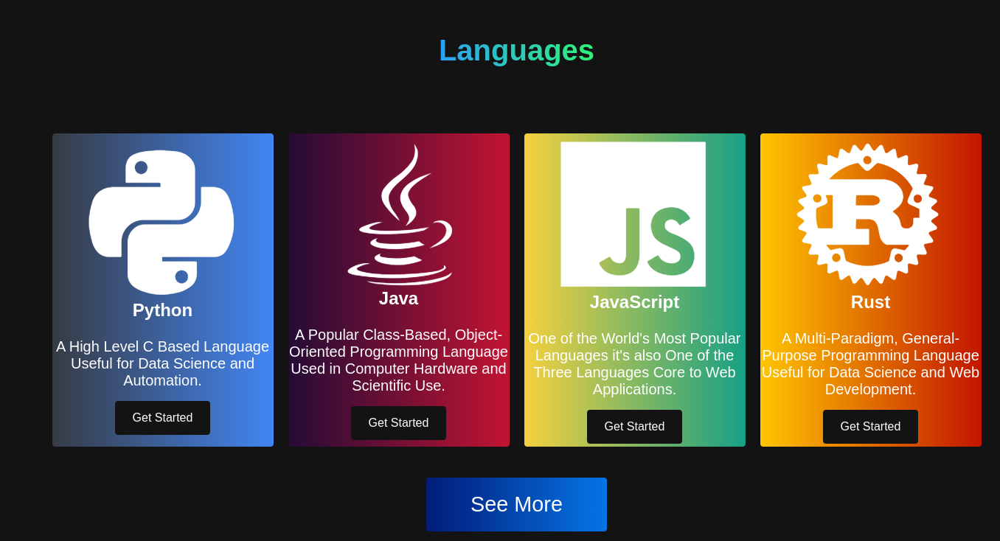 Languages
JS
R
Python
A High Level C Based Language
Useful for Data Science and
Automation.
Get Started
Java
A Popular Class-Based, Object-
Oriented Programming Language
Used in Computer Hardware and
Scientific Use.
Get Started
JavaScript
One of the World's Most Popular
Languages it's also One of the
Three Languages Core to Web
Applications.
Get Started
Rust
A Multi-Paradigm, General-
Purpose Programming Language
Useful for Data Science and Web
Development.
Get Started
See More